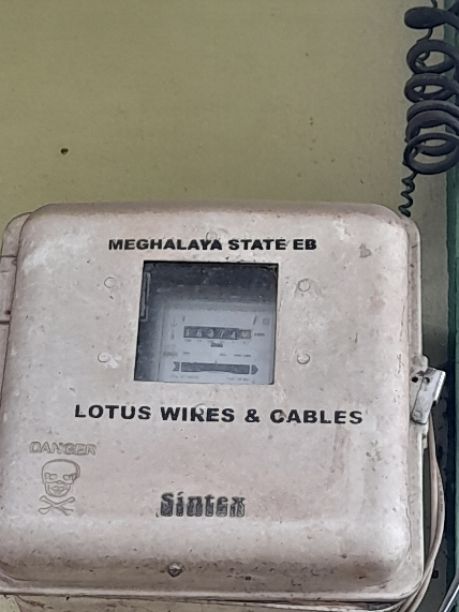 MEGHALAYA STATE EB
LOTUS WIRES & CABLES
DANGER
Sintex